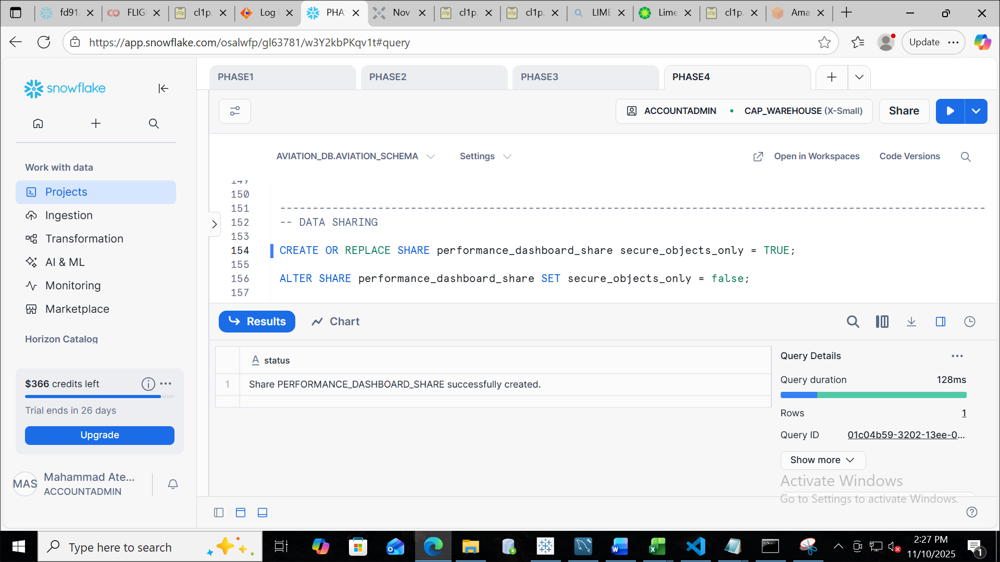 fd91
FLIG
cl1p.
Log
PHA
Nov
cl1p.
cl1p.
LIME
Lime
cl1p.
Ama
https://app.snowflake.com/osalwfp/gl63781/w3Y2kbPKqv1t#query
Update
snowflake
PHASE1
PHASE2
PHASE3
PHASE4
ACCOUNTADMIN • CAP_WAREHOUSE (X-Small)
Share
Work with data
Projects
Ingestion
Transformation
AI & ML
Monitoring
Marketplace
Horizon Catalog
$366 credits left
Trial ends in 26 days
Upgrade
MAS
Mahammad Ate...
ACCOUNTADMIN
AVIATION_DB.AVIATION_SCHEMA
Settings
Open in Workspaces
Code Versions
149
150
151 ------------------------------------------------------------------------------------------------------------
152 -- DATA SHARING
153
154 CREATE OR REPLACE SHARE performance_dashboard_share secure_objects_only = TRUE;
155
156 ALTER SHARE performance_dashboard_share SET secure_objects_only = false;
157
Results
Chart
A status
1 Share PERFORMANCE_DASHBOARD_SHARE successfully created.
Query Details
Query duration 128ms
Rows 1
Query ID 01c04b59-3202-13ee-0...
Show more
Activate Windows
Go to Settings to activate Windows.
Type here to search
2:27 PM
11/10/2025
1